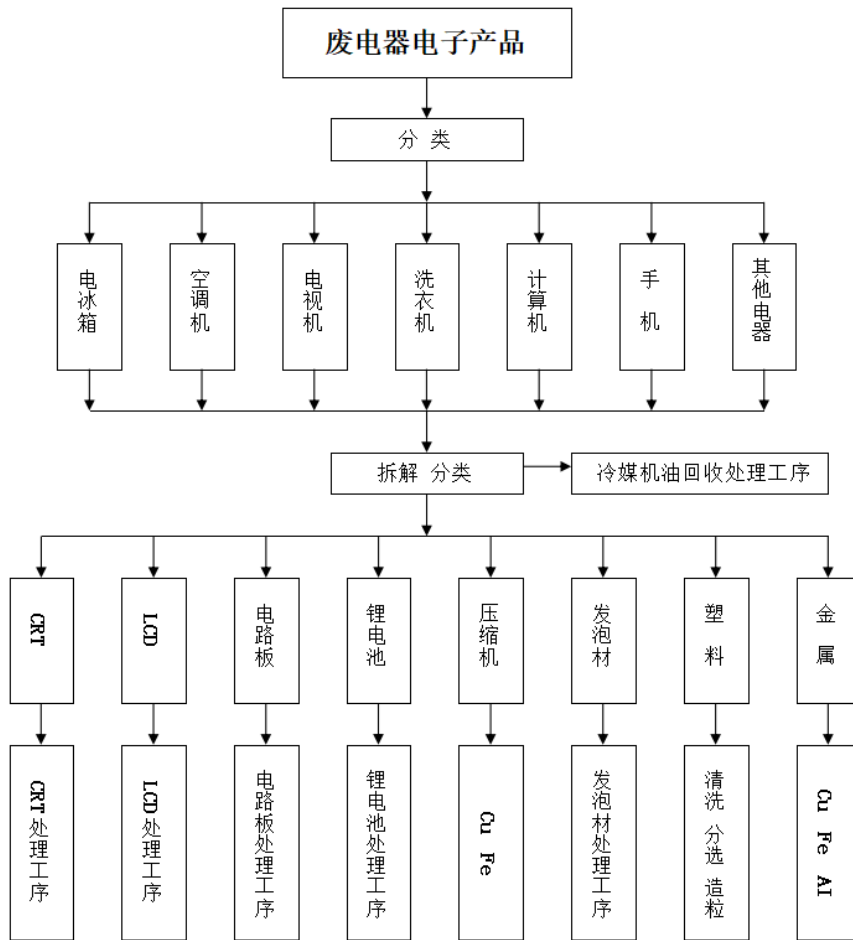 废电器电子产品
分 类
电冰箱
空调机
电视机
洗衣机
计算机
手 机
其他电器
拆解 分类
冷媒机油回收处理工序
CRT
LCD
电路板
锂电池
压缩机
发泡材
塑 料
金 属
CRT处理工序
LCD处理工序
电路板处理工序
锂电池处理工序
Cu Fe
发泡材处理工序
清洗 分选 造粒
Cu Fe AI